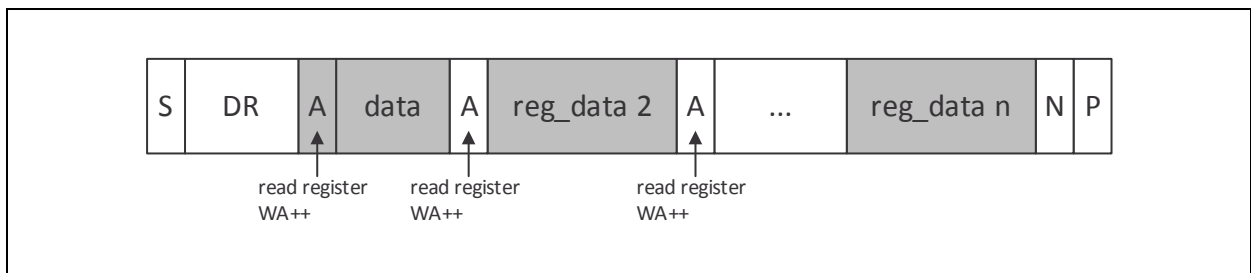 S DR A data A reg_data 2 A ... reg_data n N P
read register read register read register
WA++ WA++ WA++